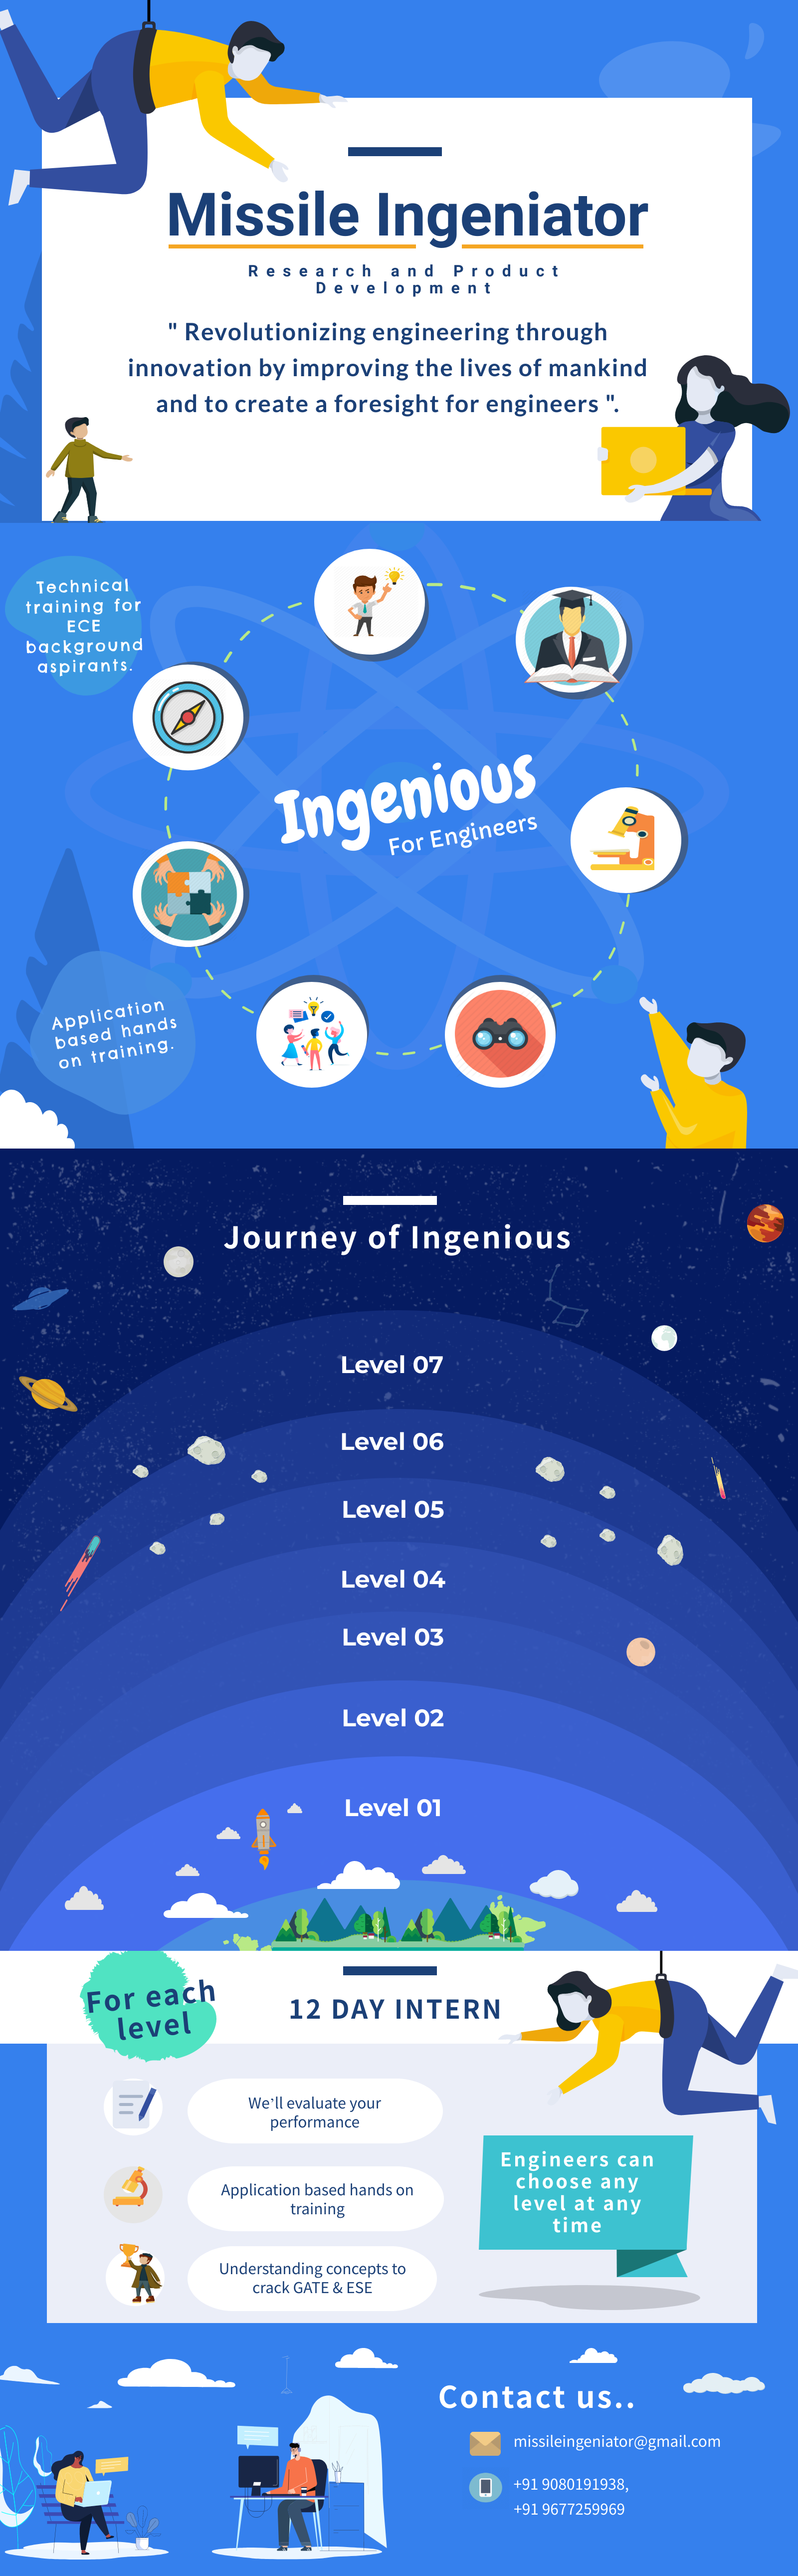 Missile Ingeniator
Research and Product
Development
" Revolutionizing engineering through
innovation by improving the lives of mankind
and to create a foresight for engineers ".
Technical
training for
ECE
background
aspirants.
Ingenious
For Engineers
Application
based hands
on training.
Journey of Ingenious
Level 07
Level 06
Level 05
Level 04
Level 03
Level 02
Level 01
For each
level
12 DAY INTERN
We'll evaluate your
performance
Application based hands on
training
Understanding concepts to
crack GATE & ESE
Engineers can
choose any
level at any
time
Contact us..
missileingeniator@gmail.com
+91 9080191938,
+91 9677259969